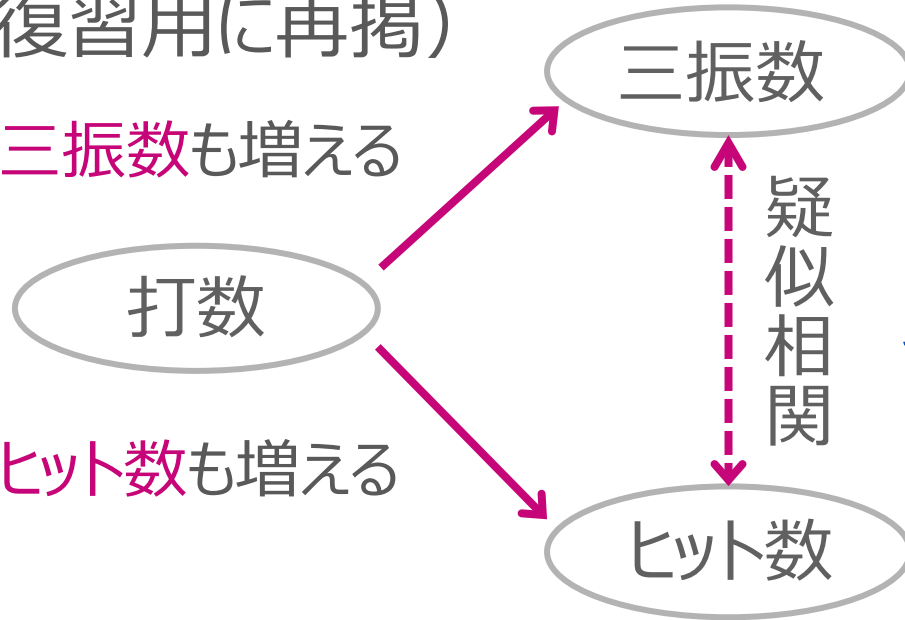 復習用に再掲）
三振数
三振数も増える
打数
疑似相関
ヒット数も増える
ヒット数